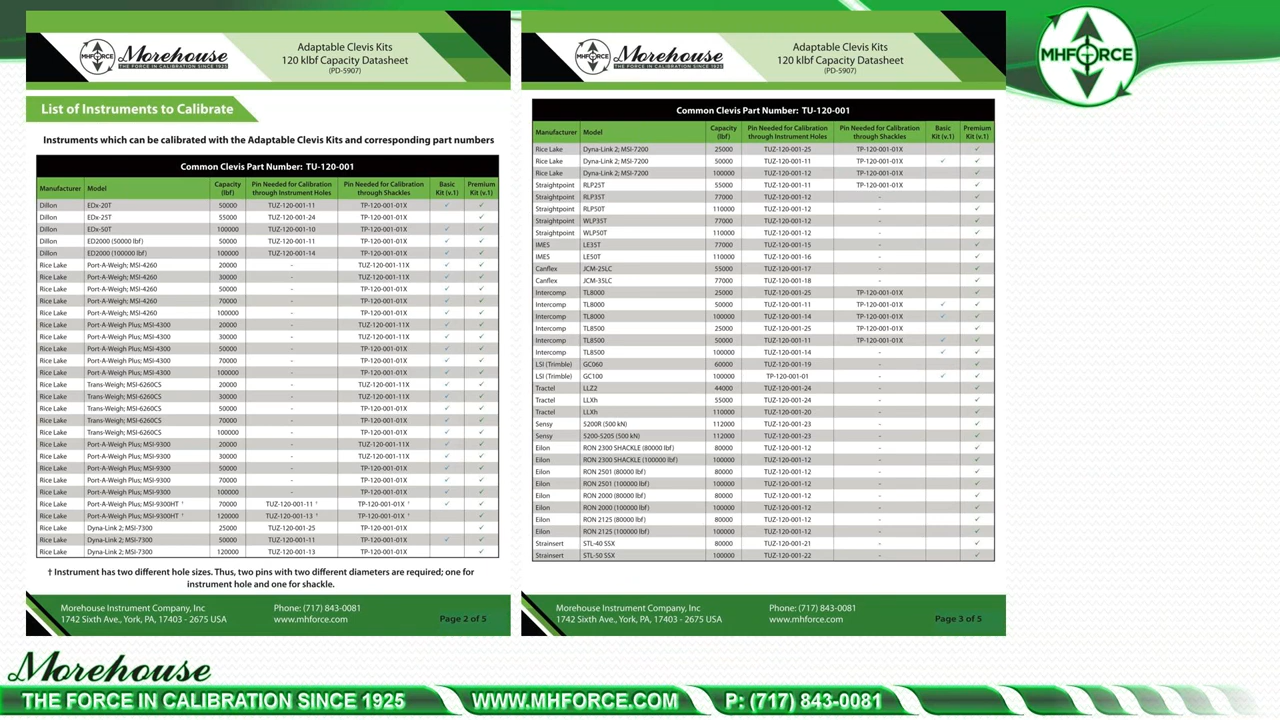 Morehouse
MHFORCE
THE FORCE IN CALIBRATION SINCE 1925
Adaptable Clevis Kits
120 klbf Capacity Datasheet
(PD-5907)
List of Instruments to Calibrate
Instruments which can be calibrated with the Adaptable Clevis Kits and corresponding part numbers
Common Clevis Part Number: TU-120-001
Manufacturer Model Capacity (lbf) Pin Needed for Calibration through Instrument Holes Pin Needed for Calibration through Shackles Basic Kit (v.1) Premium Kit (v.1)
Dillon EDx-20T 50000 TUZ-120-001-11 TP-120-001-01X ✓ ✓
Dillon EDx-25T 55000 TUZ-120-001-24 TP-120-001-01X ✓
Dillon EDx-50T 100000 TUZ-120-001-10 TP-120-001-01X ✓ ✓
Dillon ED2000 (50000 lbf) 50000 TUZ-120-001-11 TP-120-001-01X ✓ ✓
Dillon ED2000 (100000 lbf) 100000 TUZ-120-001-14 TP-120-001-01X ✓ ✓
Rice Lake Port-A-Weigh; MSI-4260 20000 - TUZ-120-001-11X ✓ ✓
Rice Lake Port-A-Weigh; MSI-4260 30000 - TUZ-120-001-11X ✓ ✓
Rice Lake Port-A-Weigh; MSI-4260 50000 - TP-120-001-01X ✓ ✓
Rice Lake Port-A-Weigh; MSI-4260 70000 - TP-120-001-01X ✓ ✓
Rice Lake Port-A-Weigh; MSI-4260 100000 - TP-120-001-01X ✓ ✓
Rice Lake Port-A-Weigh Plus; MSI-4300 20000 - TUZ-120-001-11X ✓ ✓
Rice Lake Port-A-Weigh Plus; MSI-4300 30000 - TUZ-120-001-11X ✓ ✓
Rice Lake Port-A-Weigh Plus; MSI-4300 50000 - TP-120-001-01X ✓ ✓
Rice Lake Port-A-Weigh Plus; MSI-4300 70000 - TP-120-001-01X ✓ ✓
Rice Lake Port-A-Weigh Plus; MSI-4300 100000 - TP-120-001-01X ✓ ✓
Rice Lake Trans-Weigh; MSI-6260CS 20000 - TUZ-120-001-11X ✓ ✓
Rice Lake Trans-Weigh; MSI-6260CS 30000 - TUZ-120-001-11X ✓ ✓
Rice Lake Trans-Weigh; MSI-6260CS 50000 - TP-120-001-01X ✓ ✓
Rice Lake Trans-Weigh; MSI-6260CS 70000 - TP-120-001-01X ✓ ✓
Rice Lake Trans-Weigh; MSI-6260CS 100000 - TP-120-001-01X ✓ ✓
Rice Lake Port-A-Weigh Plus; MSI-9300 20000 - TUZ-120-001-11X ✓ ✓
Rice Lake Port-A-Weigh Plus; MSI-9300 30000 - TUZ-120-001-11X ✓ ✓
Rice Lake Port-A-Weigh Plus; MSI-9300 50000 - TP-120-001-01X ✓ ✓
Rice Lake Port-A-Weigh Plus; MSI-9300 70000 - TP-120-001-01X ✓ ✓
Rice Lake Port-A-Weigh Plus; MSI-9300 100000 - TP-120-001-01X ✓ ✓
Rice Lake Port-A-Weigh Plus; MSI-9300HT † 70000 TUZ-120-001-11 † TP-120-001-01X † ✓ ✓
Rice Lake Port-A-Weigh Plus; MSI-9300HT † 120000 TUZ-120-001-13 † TP-120-001-01X † ✓
Rice Lake Dyna-Link 2; MSI-7300 25000 TUZ-120-001-25 TP-120-001-01X ✓
Rice Lake Dyna-Link 2; MSI-7300 50000 TUZ-120-001-11 TP-120-001-01X ✓ ✓
Rice Lake Dyna-Link 2; MSI-7300 120000 TUZ-120-001-13 TP-120-001-01X ✓
† Instrument has two different hole sizes. Thus, two pins with two different diameters are required; one for
instrument hole and one for shackle.
Morehouse Instrument Company, Inc Phone: (717) 843-0081
1742 Sixth Ave., York, PA, 17403 - 2675 USA www.mhforce.com Page 2 of 5
MHFORCE
Morehouse
THE FORCE IN CALIBRATION SINCE 1925
Adaptable Clevis Kits
120 klbf Capacity Datasheet
(PD-5907)
Common Clevis Part Number: TU-120-001
Manufacturer Model Capacity (lbf) Pin Needed for Calibration through Instrument Holes Pin Needed for Calibration through Shackles Basic Kit (v.1) Premium Kit (v.1)
Rice Lake Dyna-Link 2; MSI-7200 25000 TUZ-120-001-25 TP-120-001-01X ✓
Rice Lake Dyna-Link 2; MSI-7200 50000 TUZ-120-001-11 TP-120-001-01X ✓ ✓
Rice Lake Dyna-Link 2; MSI-7200 100000 TUZ-120-001-12 TP-120-001-01X ✓
Straightpoint RLP25T 55000 TUZ-120-001-11 TP-120-001-01X ✓
Straightpoint RLP35T 77000 TUZ-120-001-12 - ✓
Straightpoint RLP50T 110000 TUZ-120-001-12 - ✓
Straightpoint WLP35T 77000 TUZ-120-001-12 - ✓
Straightpoint WLP50T 110000 TUZ-120-001-12 - ✓
IMES LE35T 77000 TUZ-120-001-15 - ✓
IMES LE50T 110000 TUZ-120-001-16 - ✓
Canflex JCM-25LC 55000 TUZ-120-001-17 - ✓
Canflex JCM-35LC 77000 TUZ-120-001-18 - ✓
Intercomp TL8000 25000 TUZ-120-001-25 TP-120-001-01X ✓
Intercomp TL8000 50000 TUZ-120-001-11 TP-120-001-01X ✓ ✓
Intercomp TL8000 100000 TUZ-120-001-14 TP-120-001-01X ✓ ✓
Intercomp TL8500 25000 TUZ-120-001-25 TP-120-001-01X ✓
Intercomp TL8500 50000 TUZ-120-001-11 TP-120-001-01X ✓ ✓
Intercomp TL8500 100000 TUZ-120-001-14 - ✓ ✓
LSI (Trimble) GC060 60000 TUZ-120-001-19 - ✓
LSI (Trimble) GC100 100000 TP-120-001-01 - ✓ ✓
Tractel LLZ2 44000 TUZ-120-001-24 - ✓
Tractel LLXh 55000 TUZ-120-001-24 - ✓
Tractel LLXh 110000 TUZ-120-001-20 - ✓
Sensy 5200R (500 kN) 112000 TUZ-120-001-23 - ✓
Sensy 5200-5205 (500 kN) 112000 TUZ-120-001-23 - ✓
Eilon RON 2300 SHACKLE (80000 lbf) 80000 TUZ-120-001-12 - ✓
Eilon RON 2300 SHACKLE (100000 lbf) 100000 TUZ-120-001-12 - ✓
Eilon RON 2501 (80000 lbf) 80000 TUZ-120-001-12 - ✓
Eilon RON 2501 (100000 lbf) 100000 TUZ-120-001-12 - ✓
Eilon RON 2000 (80000 lbf) 80000 TUZ-120-001-12 - ✓
Eilon RON 2000 (100000 lbf) 100000 TUZ-120-001-12 - ✓
Eilon RON 2125 (80000 lbf) 80000 TUZ-120-001-12 - ✓
Eilon RON 2125 (100000 lbf) 100000 TUZ-120-001-12 - ✓
Strainsert STL-40 SSX 80000 TUZ-120-001-21 - ✓
Strainsert STL-50 SSX 100000 TUZ-120-001-22 - ✓
Morehouse Instrument Company, Inc Phone: (717) 843-0081
1742 Sixth Ave., York, PA, 17403 - 2675 USA www.mhforce.com Page 3 of 5
MHFORCE
Morehouse
THE FORCE IN CALIBRATION SINCE 1925 WWW.MHFORCE.COM P: (717) 843-0081